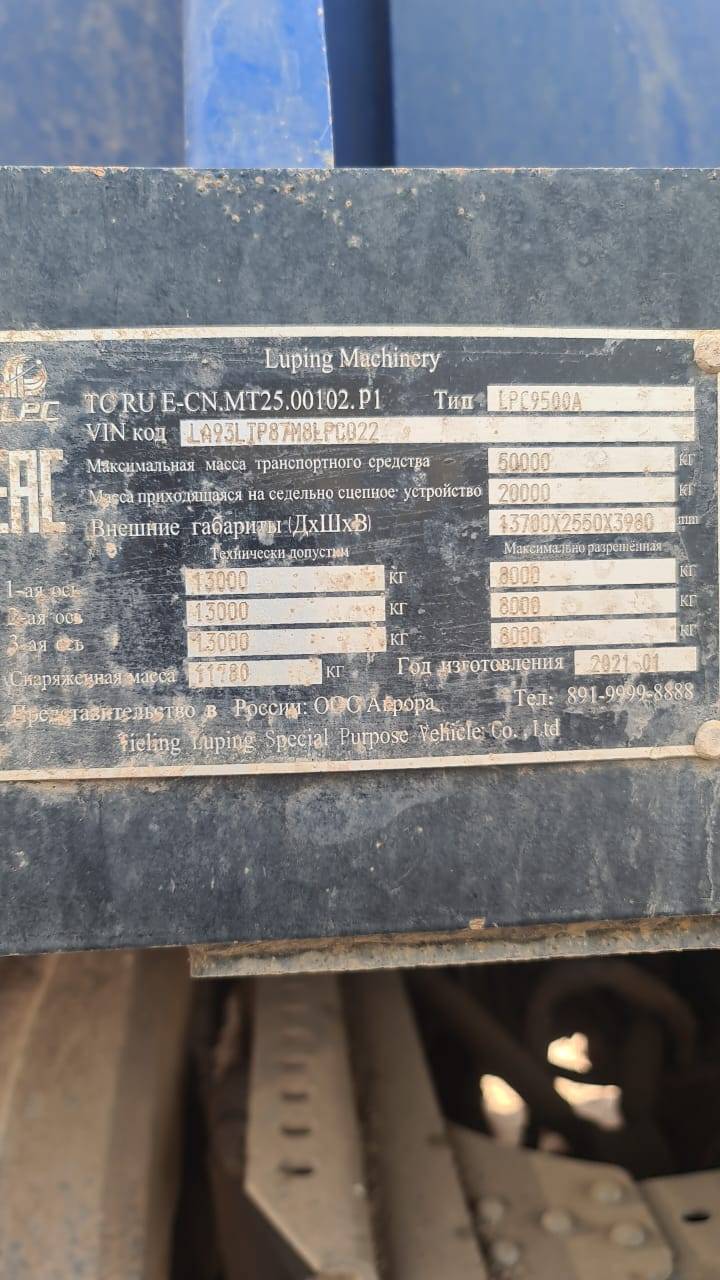 Luping Machinery
LPC
TC RU E-CN.MT25.00102.P1 Тип LPC9500A
VIN код LA93LTP87M8LPC022
EAC
Максимальная масса транспортного средства 50000 КГ
Масса приходящаяся на седельно сцепное устройство 20000 КГ
Внешние габариты (ДхШхВ) 13700X2550X3980 mm
Технически допустим Максимально разрешенная
1-ая ось 13000 КГ 8000 КГ
2-ая ось 13000 КГ 8000 КГ
3-ая ось 13000 КГ 8000 КГ
Снаряженная масса 11780 КГ Год изготовления 2021-01
Представительство в России: ООО Аврора Тел: 891-9999-8888
Tieling Luping Special Purpose Vehicle Co.,Ltd